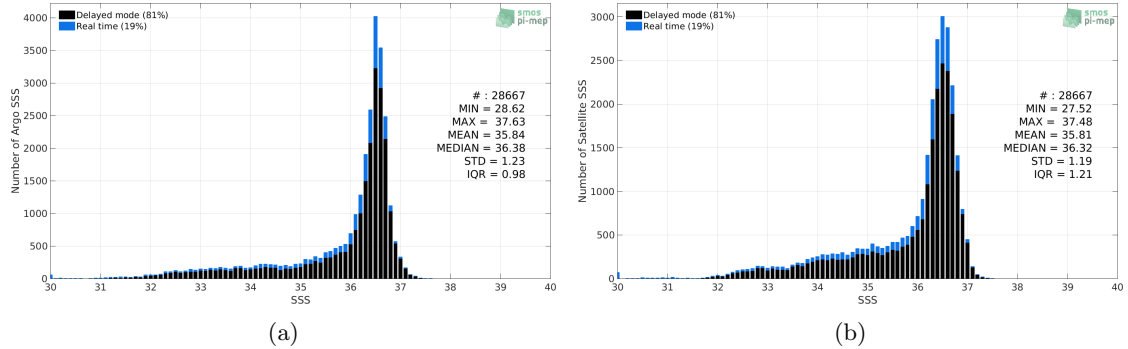 Delayed mode (81%)
Real time (19%)
smos
pi-mep
4000
3500
3000
2500
2000
1500
1000
500
0
Number of Argo SSS
# : 28667
MIN = 28.62
MAX = 37.63
MEAN = 35.84
MEDIAN = 36.38
STD = 1.23
IQR = 0.98
30 31 32 33 34 35 36 37 38 39 40
SSS
(a)
Delayed mode (81%)
Real time (19%)
smos
pi-mep
3000
2500
2000
1500
1000
500
0
Number of Satellite SSS
# : 28667
MIN = 27.52
MAX = 37.48
MEAN = 35.81
MEDIAN = 36.32
STD = 1.19
IQR = 1.21
30 31 32 33 34 35 36 37 38 39 40
SSS
(b)